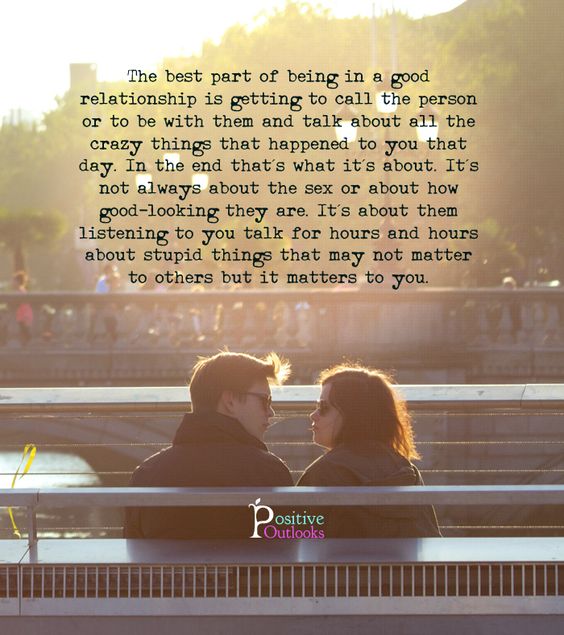 The best part of being in a good
relationship is getting to call the person
or to be with them and talk about all the
crazy things that happened to you that
day. In the end that's what it's about. It's
not always about the sex or about how
good-looking they are. It's about them
listening to you talk for hours and hours
about stupid things that may not matter
to others but it matters to you.
Positive
Outlooks